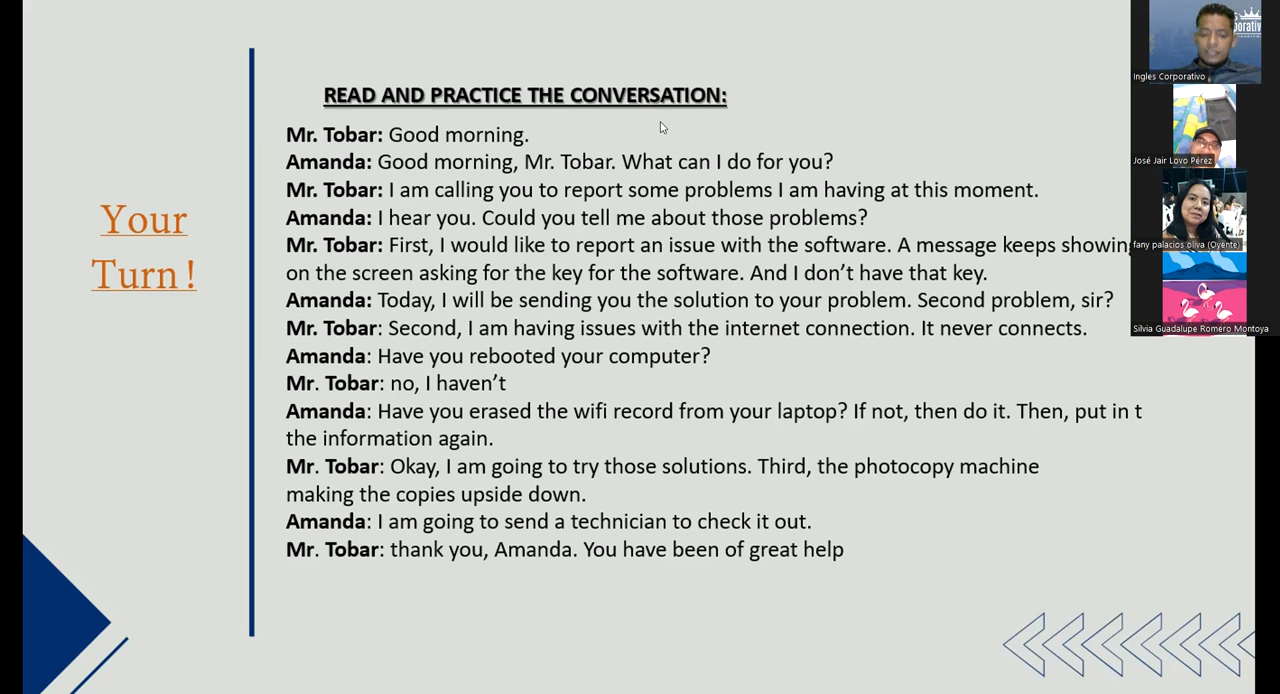 READ AND PRACTICE THE CONVERSATION:
Mr. Tobar: Good morning.
Amanda: Good morning, Mr. Tobar. What can I do for you?
Mr. Tobar: I am calling you to report some problems I am having at this moment.
Amanda: I hear you. Could you tell me about those problems?
Mr. Tobar: First, I would like to report an issue with the software. A message keeps showing
on the screen asking for the key for the software. And I don’t have that key.
Amanda: Today, I will be sending you the solution to your problem. Second problem, sir?
Mr. Tobar: Second, I am having issues with the internet connection. It never connects.
Amanda: Have you rebooted your computer?
Mr. Tobar: no, I haven’t
Amanda: Have you erased the wifi record from your laptop? If not, then do it. Then, put in t
the information again.
Mr. Tobar: Okay, I am going to try those solutions. Third, the photocopy machine
making the copies upside down.
Amanda: I am going to send a technician to check it out.
Mr. Tobar: thank you, Amanda. You have been of great help
Your
Turn!
Ingles Corporativo
José Jair Lovo Pérez
fany palacios oliva (Oyente)
Silvia Guadalupe Romero Montoya